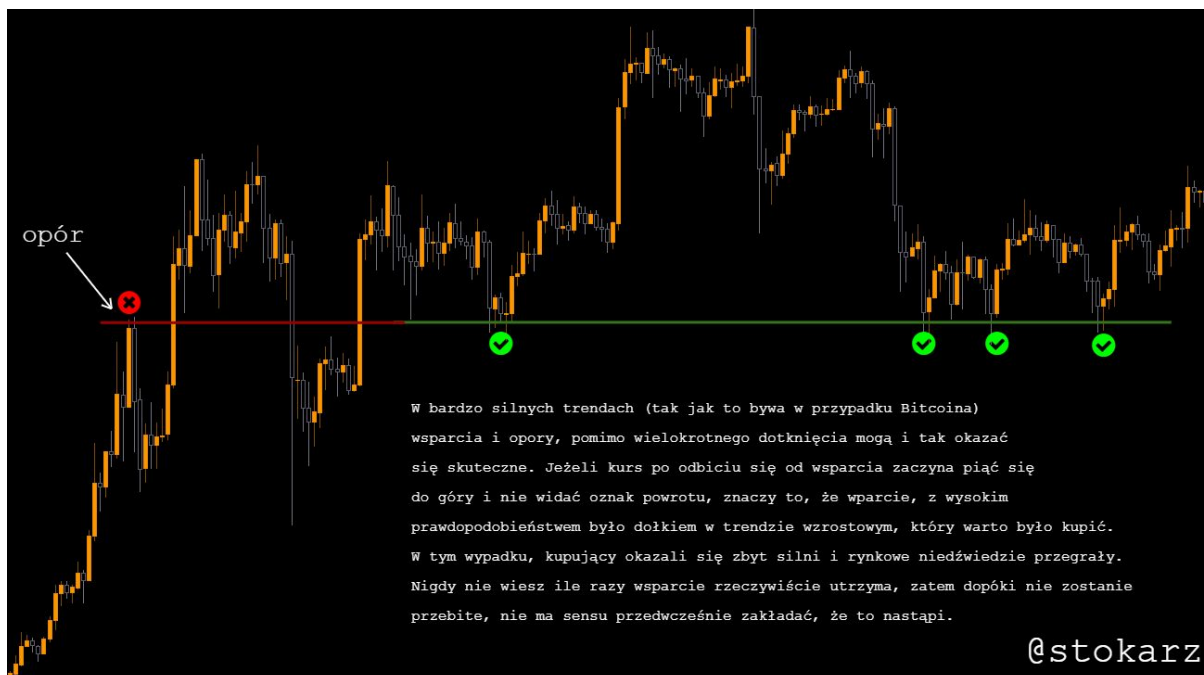 opór
W bardzo silnych trendach (tak jak to bywa w przypadku Bitcoina)
wsparcia i opory, pomimo wielokrotnego dotknięcia mogą i tak okazać
się skuteczne. Jeżeli kurs po odbiciu się od wsparcia zaczyna piąć się
do góry i nie widać oznak powrotu, znaczy to, że wparcie, z wysokim
prawdopodobieństwem było dołkiem w trendzie wzrostowym, który warto było kupić.
W tym wypadku, kupujący okazali się zbyt silni i rynkowe niedźwiedzie przegrały.
Nigdy nie wiesz ile razy wsparcie rzeczywiście utrzyma, zatem dopóki nie zostanie
przebite, nie ma sensu przedwcześnie zakładać, że to nastąpi.
@stokarz